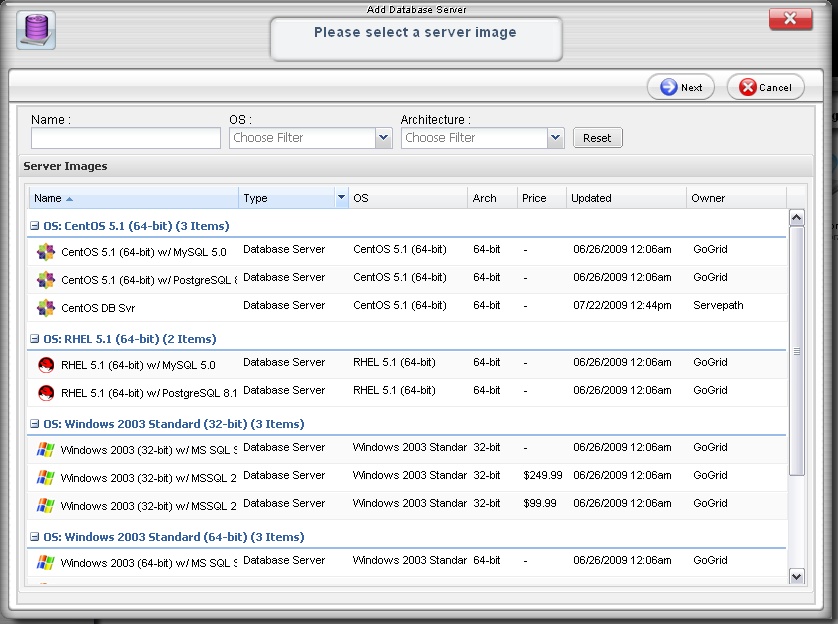 Add Database Server
Please select a server image
Next Cancel
Name : OS : Architecture :
Choose Filter Choose Filter Reset
Server Images
Name Type OS Arch Price Updated Owner
OS: CentOS 5.1 (64-bit) (3 Items)
CentOS 5.1 (64-bit) w/ MySQL 5.0 Database Server CentOS 5.1 (64-bit) 64-bit - 06/26/2009 12:06am GoGrid
CentOS 5.1 (64-bit) w/ PostgreSQL 8 Database Server CentOS 5.1 (64-bit) 64-bit - 06/26/2009 12:06am GoGrid
CentOS DB Svr Database Server CentOS 5.1 (64-bit) 64-bit - 07/22/2009 12:44pm Servepath
OS: RHEL 5.1 (64-bit) (2 Items)
RHEL 5.1 (64-bit) w/ MySQL 5.0 Database Server RHEL 5.1 (64-bit) 64-bit - 06/26/2009 12:06am GoGrid
RHEL 5.1 (64-bit) w/ PostgreSQL 8.1 Database Server RHEL 5.1 (64-bit) 64-bit - 06/26/2009 12:06am GoGrid
OS: Windows 2003 Standard (32-bit) (3 Items)
Windows 2003 (32-bit) w/ MS SQL S Database Server Windows 2003 Standar 32-bit - 06/26/2009 12:06am GoGrid
Windows 2003 (32-bit) w/ MSSQL 2 Database Server Windows 2003 Standar 32-bit $249.99 06/26/2009 12:06am GoGrid
Windows 2003 (32-bit) w/ MSSQL 2 Database Server Windows 2003 Standar 32-bit $99.99 06/26/2009 12:06am GoGrid
OS: Windows 2003 Standard (64-bit) (3 Items)
Windows 2003 (64-bit) w/ MS SQL S Database Server Windows 2003 Standar 64-bit - 06/26/2009 12:06am GoGrid